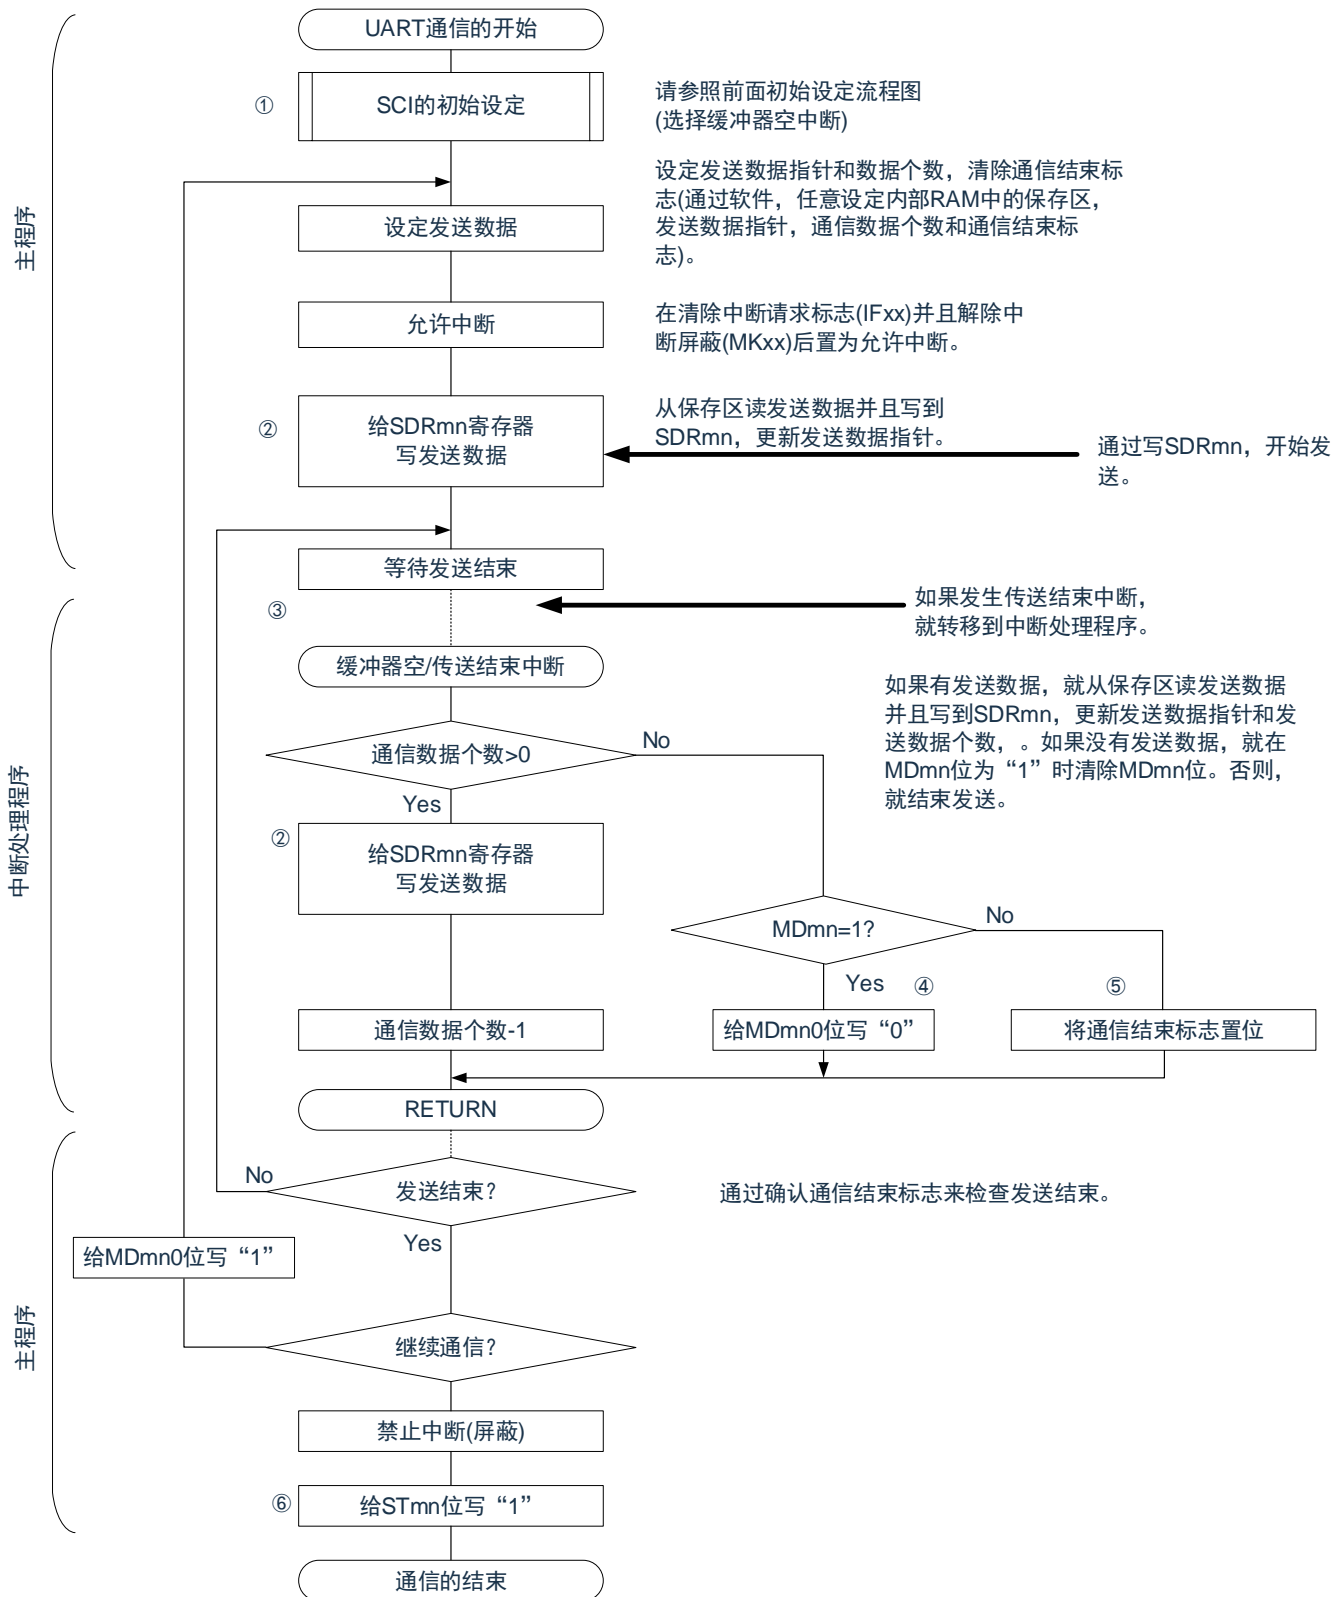 UART通信的开始
①
SCI的初始设定
请参照前面初始设定流程图
(选择缓冲器空中断)
设定发送数据指针和数据个数，清除通信结束标
志(通过软件，任意设定内部RAM中的保存区，
发送数据指针，通信数据个数和通信结束标
志)。
设定发送数据
主程序
允许中断
在清除中断请求标志(IFxx)并且解除中
断屏蔽(MKxx)后置为允许中断。
②
给SDRmn寄存器
写发送数据
从保存区读发送数据并且写到
SDRmn，更新发送数据指针。
通过写SDRmn，开始发
送。
等待发送结束
③
如果发生传送结束中断，
就转移到中断处理程序。
缓冲器空/传送结束中断
如果有发送数据，就从保存区读发送数据
并且写到SDRmn，更新发送数据指针和发
送数据个数，。如果没有发送数据，就在
MDmn位为“1”时清除MDmn位。否则，
就结束发送。
通信数据个数>0
No
Yes
中断处理程序
②
给SDRmn寄存器
写发送数据
MDmn=1?
No
Yes
④
⑤
通信数据个数-1
给MDmn0位写“0”
将通信结束标志置位
RETURN
No
发送结束？
通过确认通信结束标志来检查发送结束。
Yes
给MDmn0位写“1”
主程序
继续通信？
禁止中断(屏蔽)
⑥
给STmn位写“1”
通信的结束